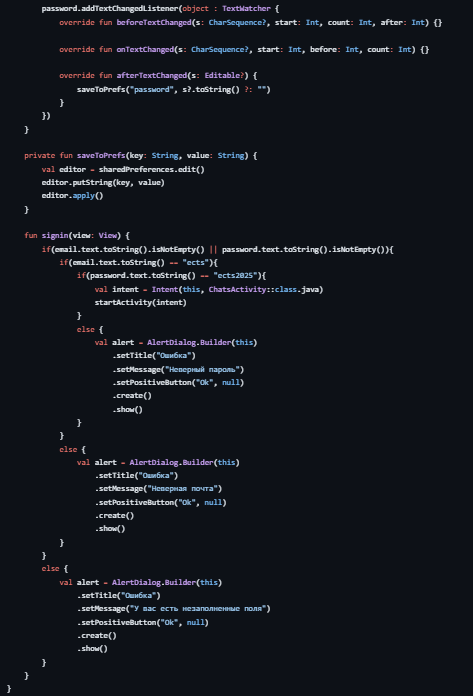 password.addTextChangedListener(object : TextWatcher {
override fun beforeTextChanged(s: CharSequence?, start: Int, count: Int, after: Int) {}
override fun onTextChanged(s: CharSequence?, start: Int, before: Int, count: Int) {}
override fun afterTextChanged(s: Editable?) {
saveToPrefs("password", s?.toString() ?: "")
}
})
}
private fun saveToPrefs(key: String, value: String) {
val editor = sharedPreferences.edit()
editor.putString(key, value)
editor.apply()
}
fun signin(view: View) {
if(email.text.toString().isNotEmpty() || password.text.toString().isNotEmpty()){
if(email.text.toString() == "ects"){
if(password.text.toString() == "ects2025"){
val intent = Intent(this, ChatsActivity::class.java)
startActivity(intent)
}
else {
val alert = AlertDialog.Builder(this)
.setTitle("Ошибка")
.setMessage("Неверный пароль")
.setPositiveButton("Ok", null)
.create()
.show()
}
}
else {
val alert = AlertDialog.Builder(this)
.setTitle("Ошибка")
.setMessage("Неверная почта")
.setPositiveButton("Ok", null)
.create()
.show()
}
}
else {
val alert = AlertDialog.Builder(this)
.setTitle("Ошибка")
.setMessage("У вас есть незаполненные поля")
.setPositiveButton("Ok", null)
.create()
.show()
}
}
}